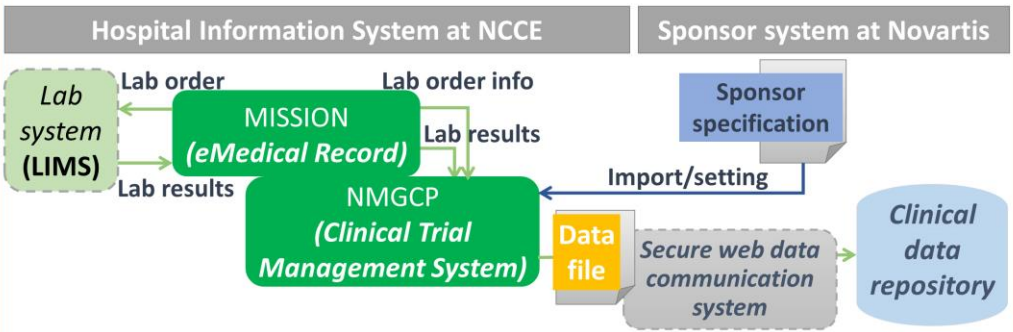 Hospital Information System at NCCE
Sponsor system at Novartis
Lab order
Lab order info
Lab
system
(LIMS)
MISSION
(eMedical Record)
Lab results
Lab results
Sponsor
specification
Import/setting
NMGCP
(Clinical Trial
Management System)
Data
file
Secure web data
communication
system
Clinical
data
repository